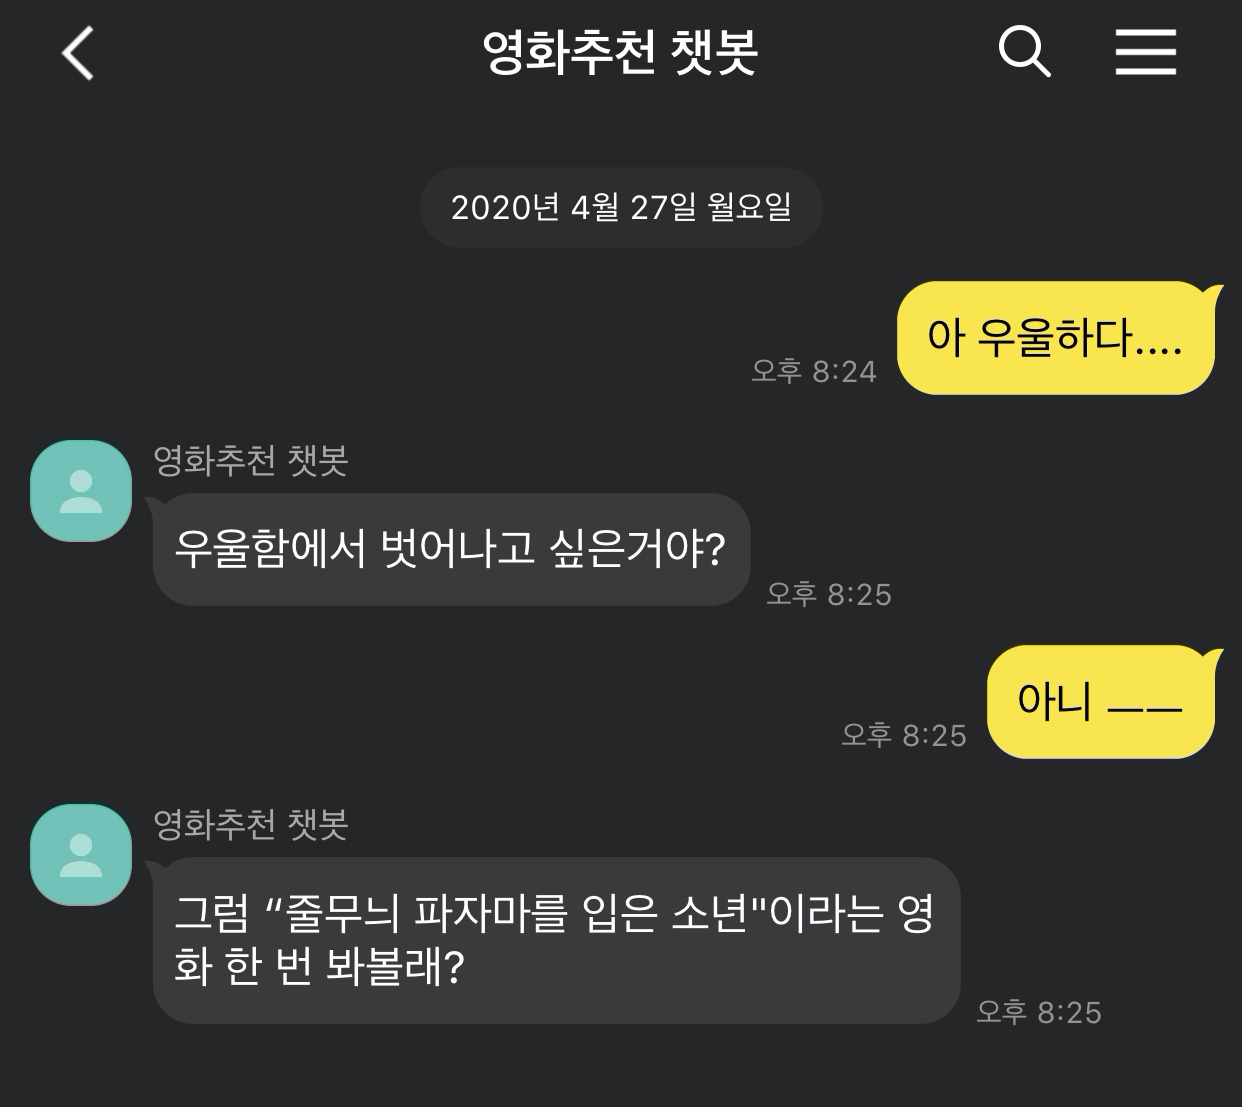 영화추천 챗봇
2020년 4월 27일 월요일
아 우울하다....
오후 8:24
영화추천 챗봇
우울함에서 벗어나고 싶은거야?
오후 8:25
아니 ㅡㅡ
오후 8:25
영화추천 챗봇
그럼 “줄무늬 파자마를 입은 소년"이라는 영
화 한 번 봐볼래?
오후 8:25